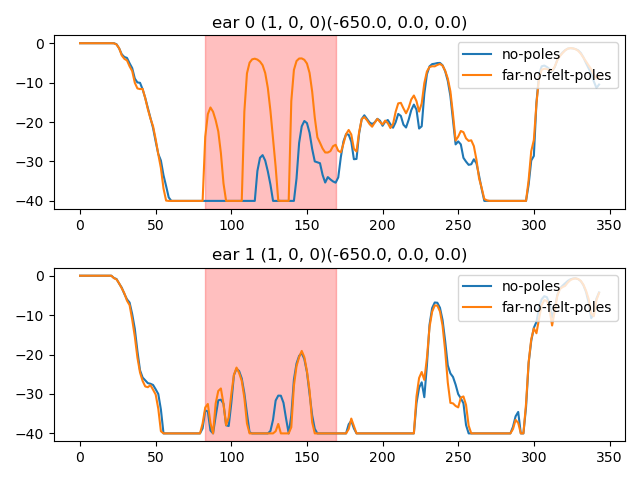 ear 0 (1, 0, 0)(-650.0, 0.0, 0.0)
0
−10
−20
−30
−40
no-poles
far-no-felt-poles
0 50 100 150 200 250 300 350
ear 1 (1, 0, 0)(-650.0, 0.0, 0.0)
0
−10
−20
−30
−40
no-poles
far-no-felt-poles
0 50 100 150 200 250 300 350